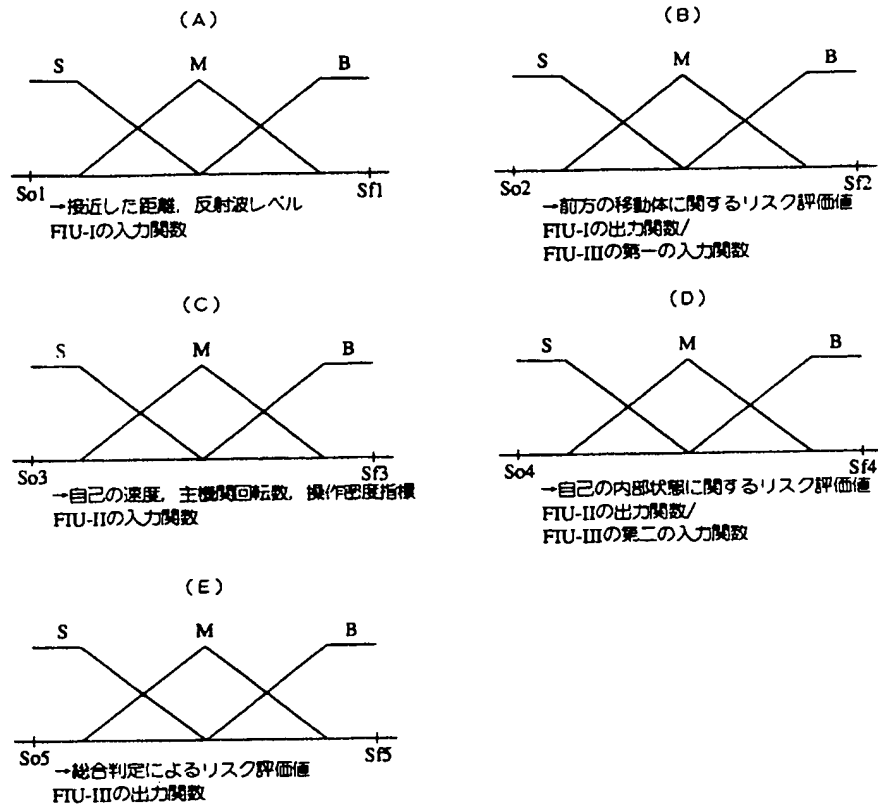 (A)
S M B
So1 Sf1
→接近した距離, 反射波レベル
FIU-Iの入力関数
(B)
S M B
So2 Sf2
→前方の移動体に関するリスク評価値
FIU-Iの出力関数/
FIU-IIIの第一の入力関数
(C)
S M B
So3 Sf3
→自己の速度, 主機関回転数, 操作密度指標
FIU-IIの入力関数
(D)
S M B
So4 Sf4
→自己の内部状態に関するリスク評価値
FIU-IIの出力関数/
FIU-IIIの第二の入力関数
(E)
S M B
So5 Sf5
→総合判定によるリスク評価値
FIU-IIIの出力関数